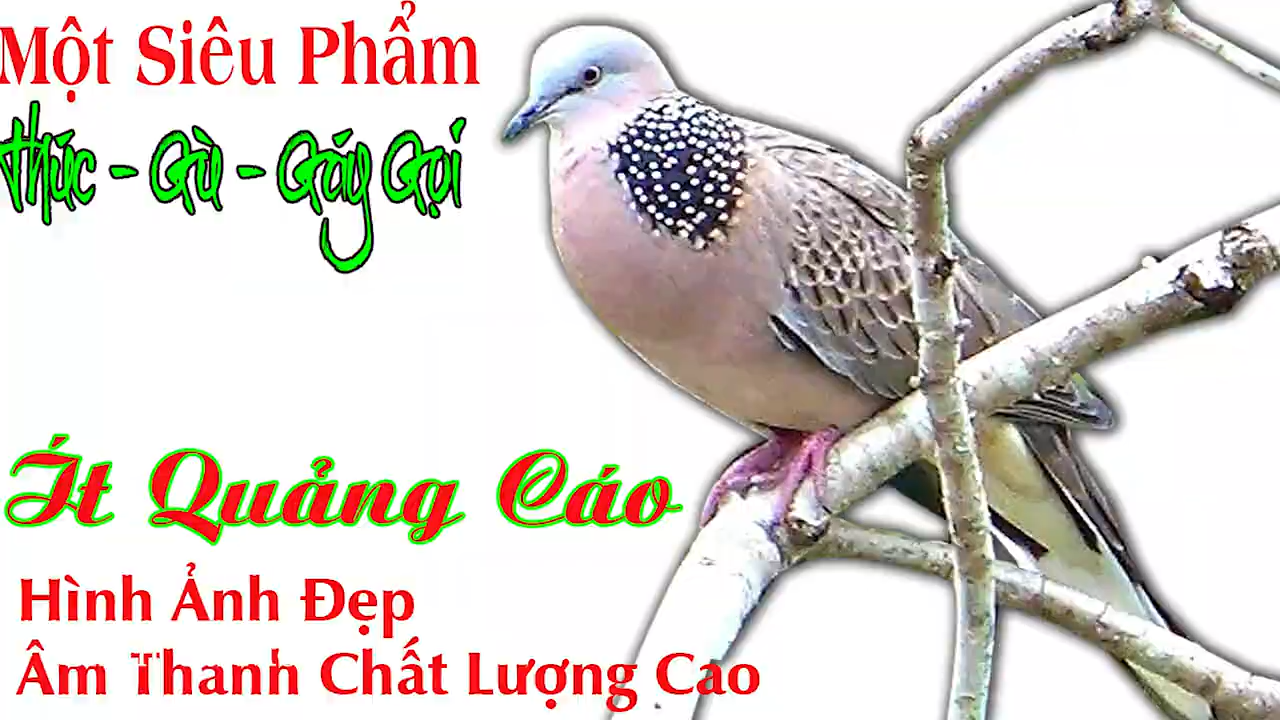 Một Siêu Phẩm
Thúc - Gù - Gáy Gọi
Ít Quảng Cáo
Hình Ảnh Đẹp
Âm Thanh Chất Lượng Cao